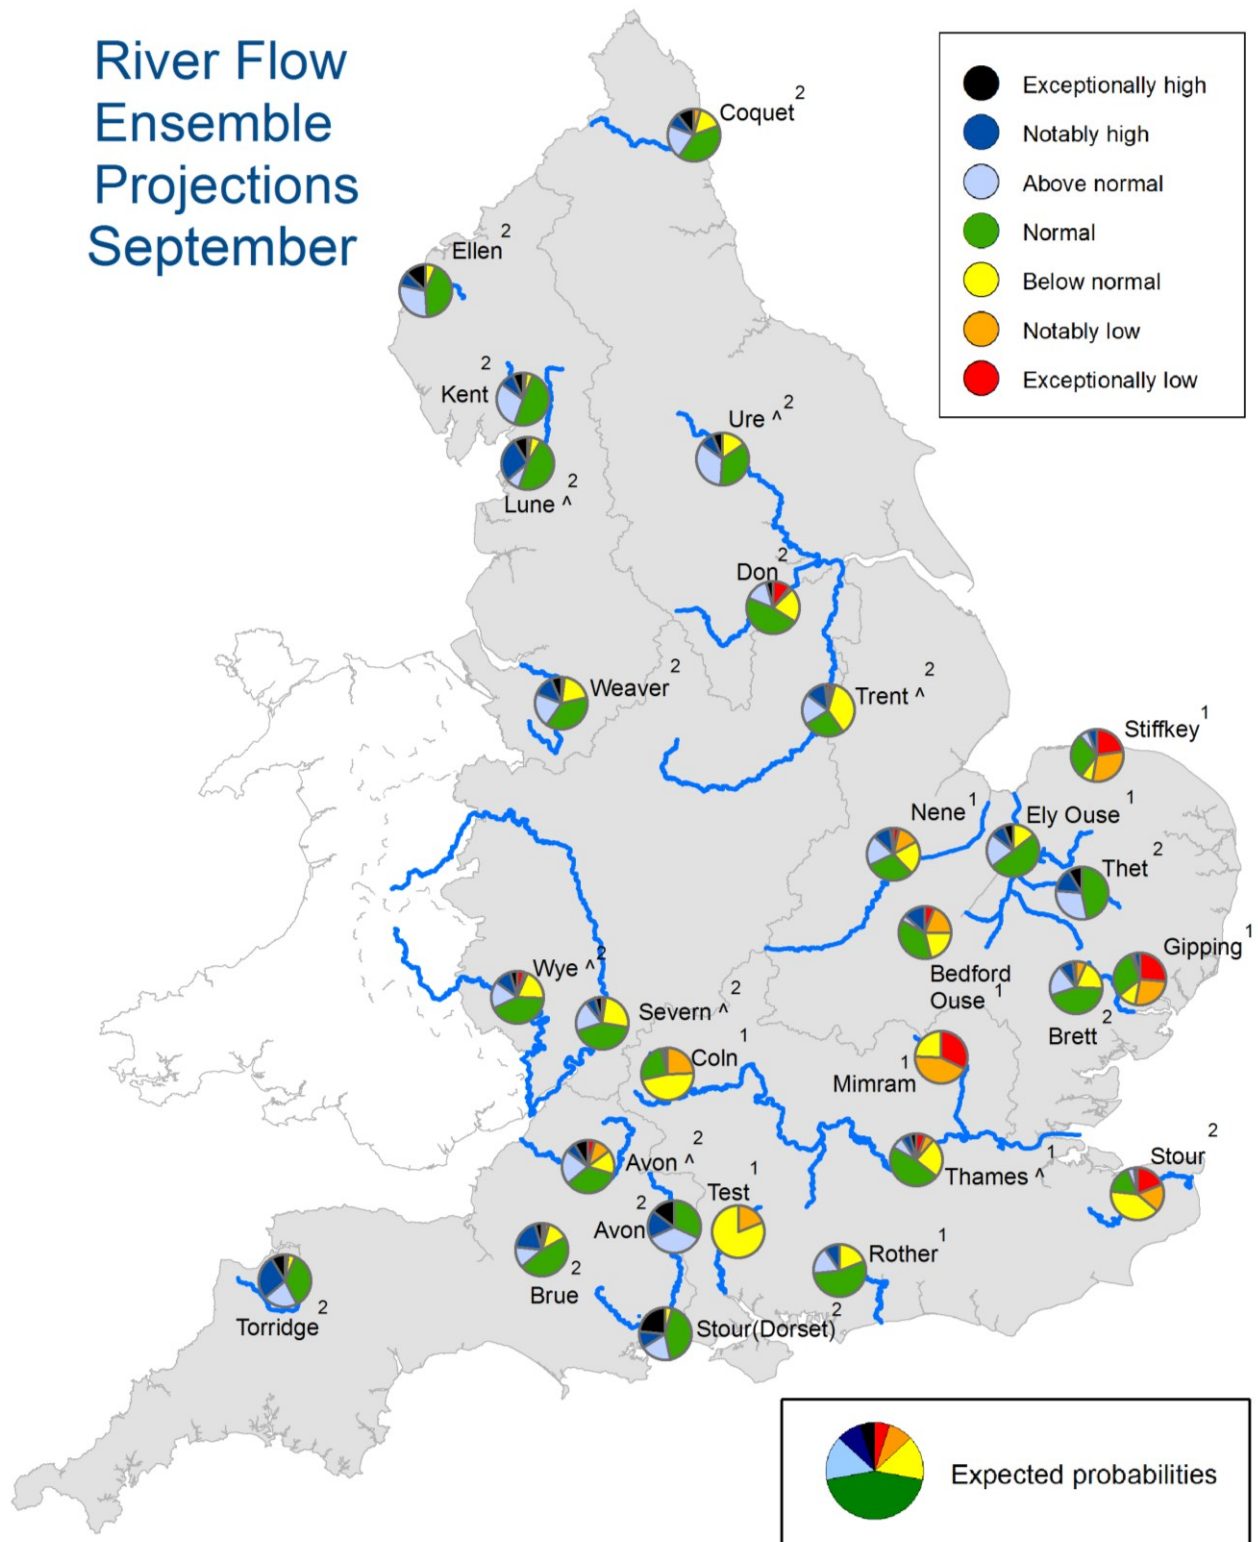 River Flow
Ensemble
Projections
September
Exceptionally high
Notably high
Above normal
Normal
Below normal
Notably low
Exceptionally low
Coquet 2
Ellen 2
Kent 2
Ure ^ 2
Lune ^ 2
Don 2
Weaver 2
Trent ^ 2
Stiffkey 1
Nene 1
Ely Ouse 1
Thet 2
Gipping 1
Bedford
Ouse 1
Brett 2
Wye ^ 2
Severn ^ 2
Coln 1
Mimram 1
Avon ^ 2
Thames ^ 1
Stour 2
Test 1
Avon 2
Rother 1
Brue 2
Torridge 2
Stour(Dorset) 2
Expected probabilities